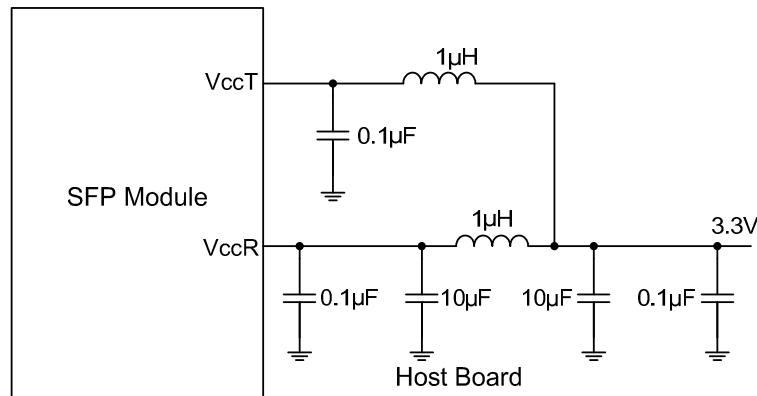 1μH
VccT
0.1μF
SFP Module
1μH
3.3V
VccR
0.1μF
10μF
10μF
0.1μF
Host Board